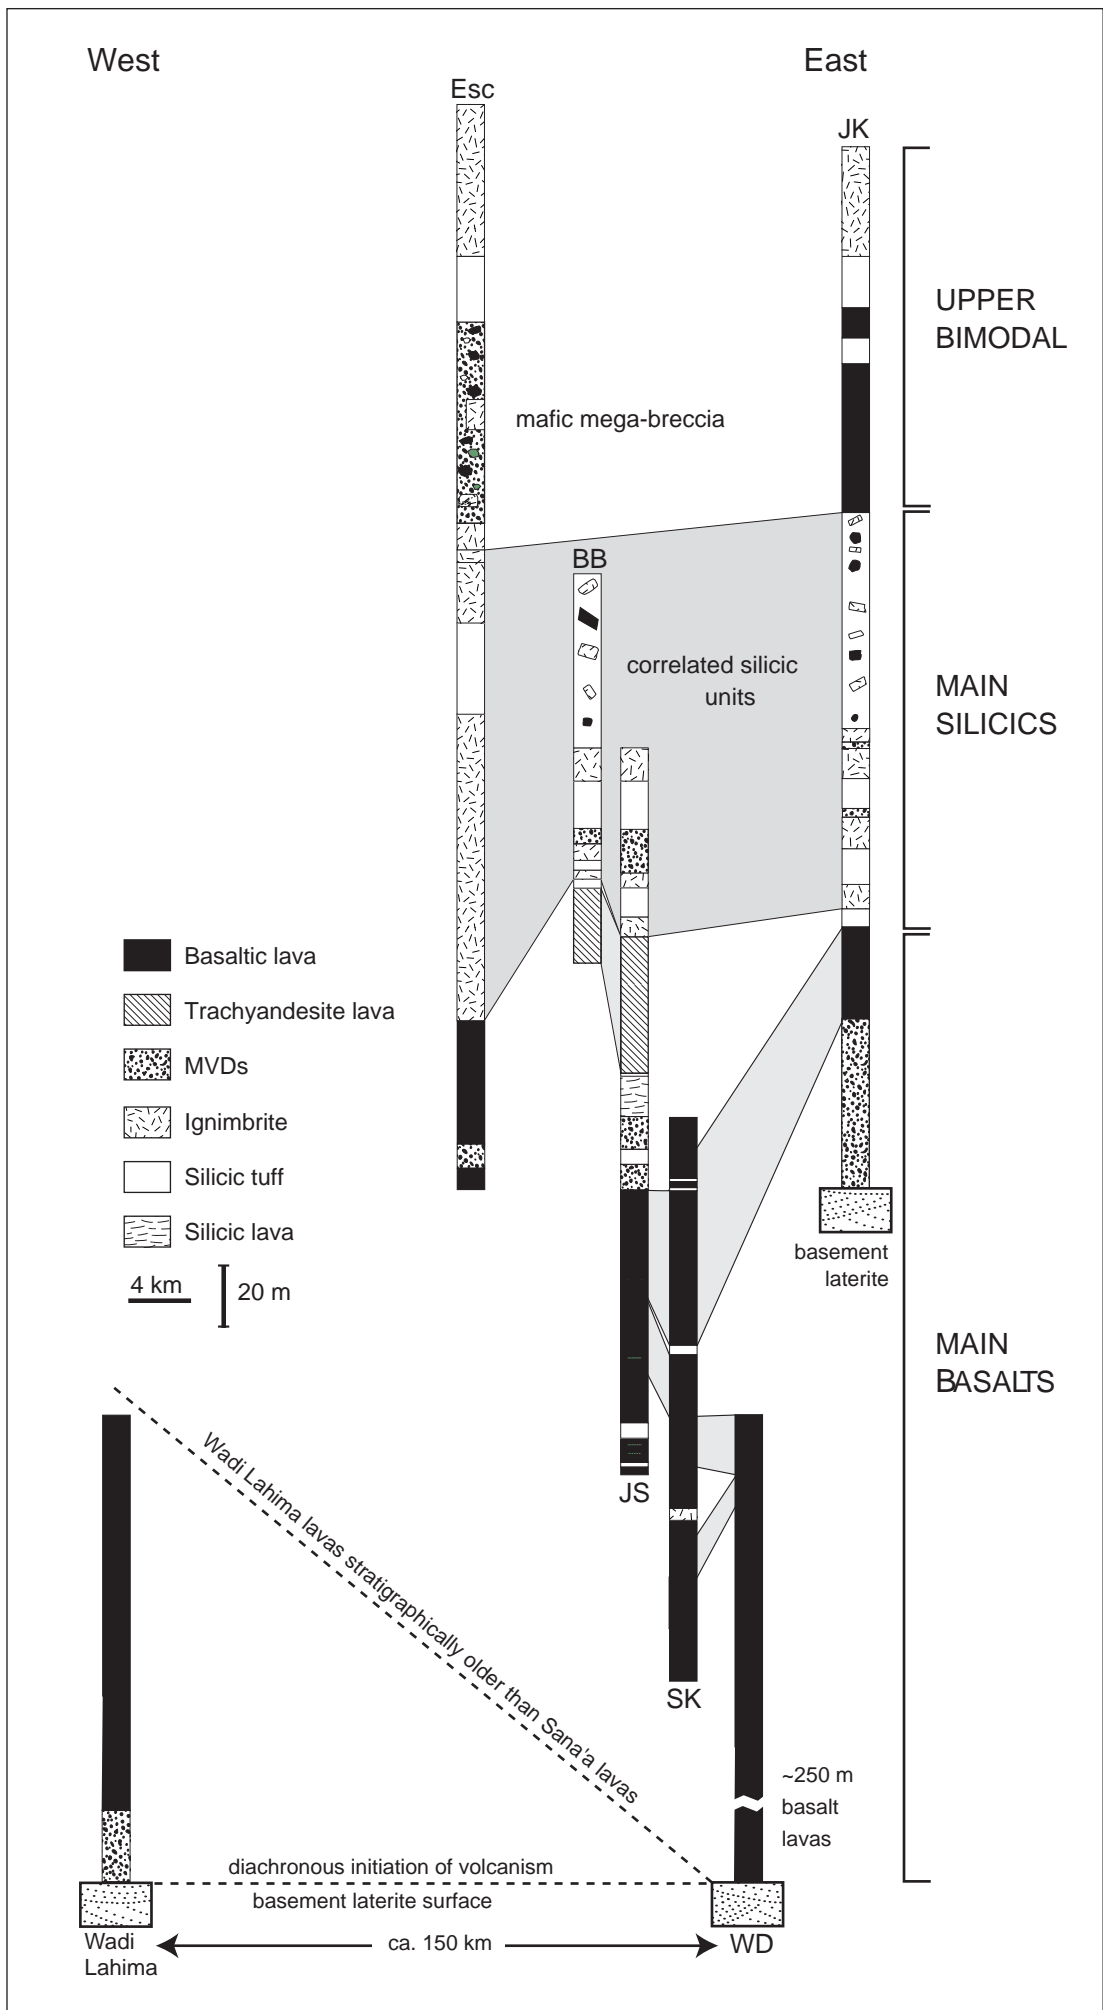 West
East
Esc
JK
UPPER
BIMODAL
mafic mega-breccia
BB
correlated silicic
units
MAIN
SILICICS
Basaltic lava
Trachyandesite lava
MVDs
Ignimbrite
Silicic tuff
Silicic lava
4 km
20 m
basement
laterite
MAIN
BASALTS
JS
SK
Wadi Lahima lavas stratigraphically older than Sana'a lavas
~250 m
basalt
lavas
diachronous initiation of volcanism
basement laterite surface
Wadi
Lahima
ca. 150 km
WD